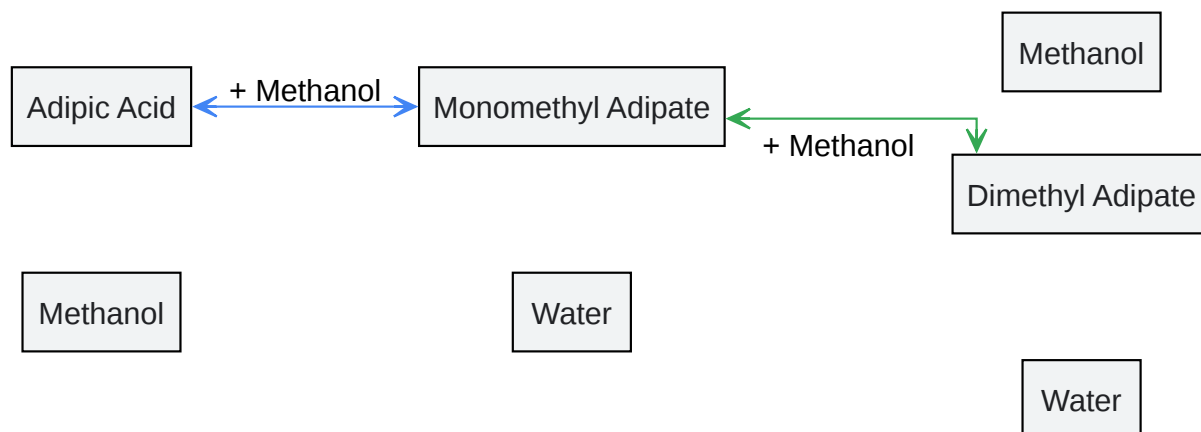 Methanol
Adipic Acid
+ Methanol
Monomethyl Adipate
+ Methanol
Dimethyl Adipate
Methanol
Water
Water